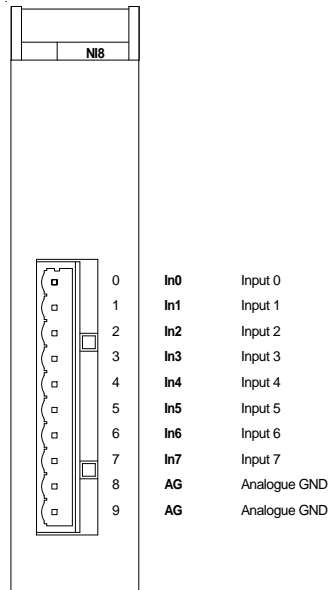 NI8
0 In0 Input 0
1 In1 Input 1
2 In2 Input 2
3 In3 Input 3
4 In4 Input 4
5 In5 Input 5
6 In6 Input 6
7 In7 Input 7
8 AG Analogue GND
9 AG Analogue GND